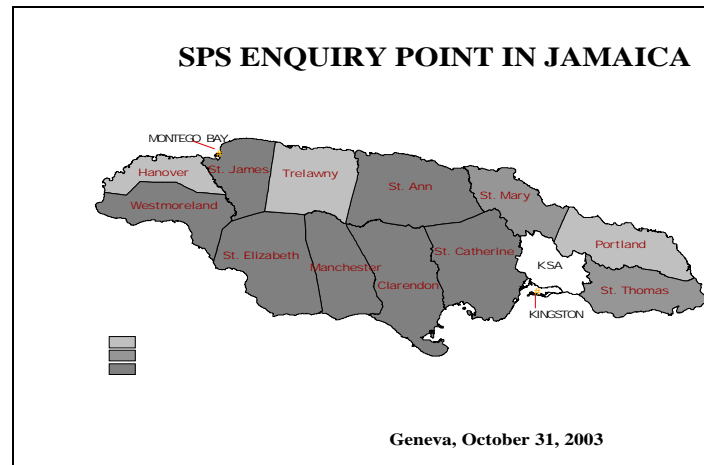 SPS ENQUIRY POINT IN JAMAICA
MONTEGO BAY
Hanover
St. James
Trelawny
St. Ann
St. Mary
Westmoreland
Portland
St. Elizabeth
Manchester
St. Catherine
KSA
Clarendon
St. Thomas
KINGSTON
Geneva, October 31, 2003